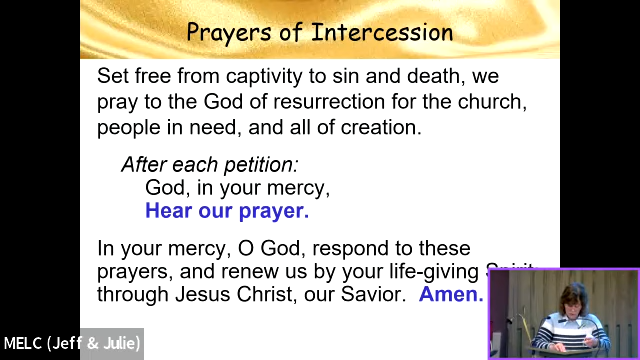 Prayers of Intercession
Set free from captivity to sin and death, we
pray to the God of resurrection for the church,
people in need, and all of creation.
After each petition:
God, in your mercy,
Hear our prayer.
In your mercy, O God, respond to these
prayers, and renew us by your life-giving Spirit,
through Jesus Christ, our Savior. Amen.
MELC (Jeff & Julie)